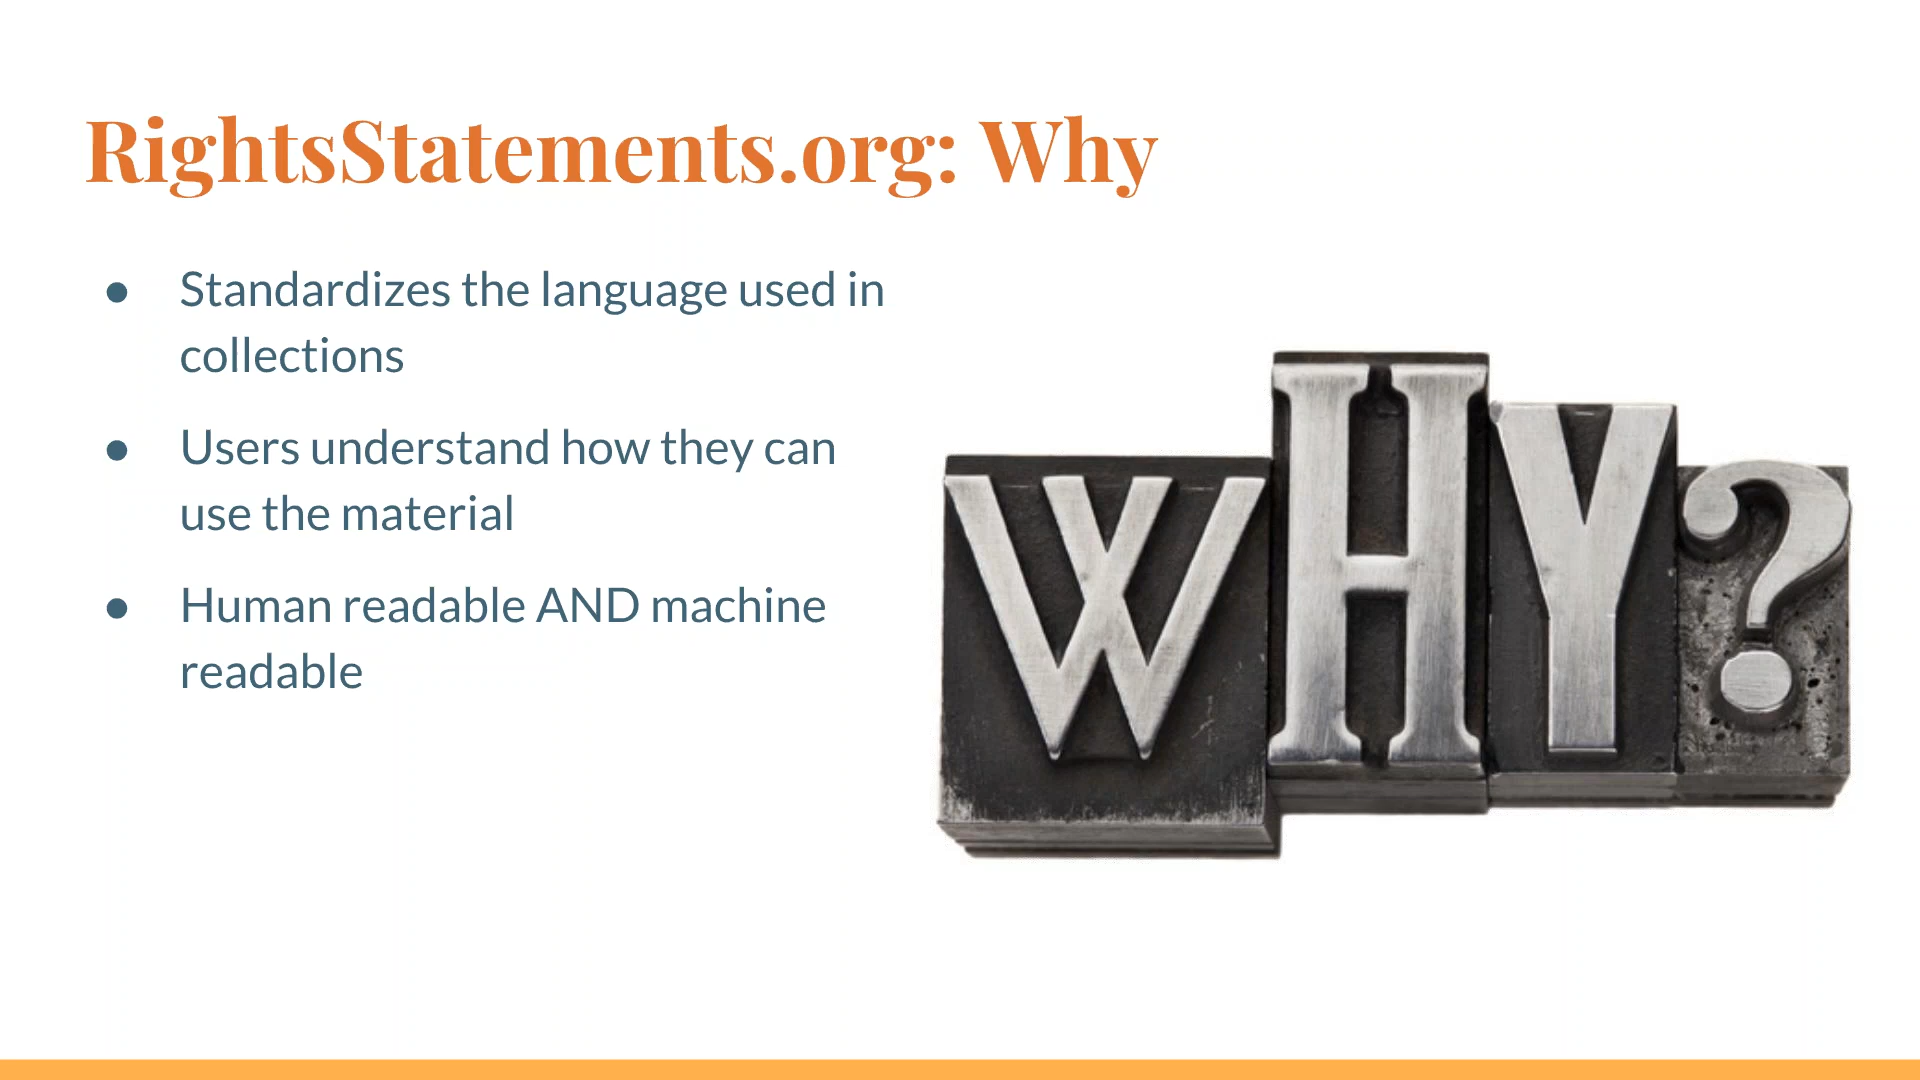 RightsStatements.org: Why
● Standardizes the language used in
collections
● Users understand how they can
use the material
● Human readable AND machine
readable
WHY?